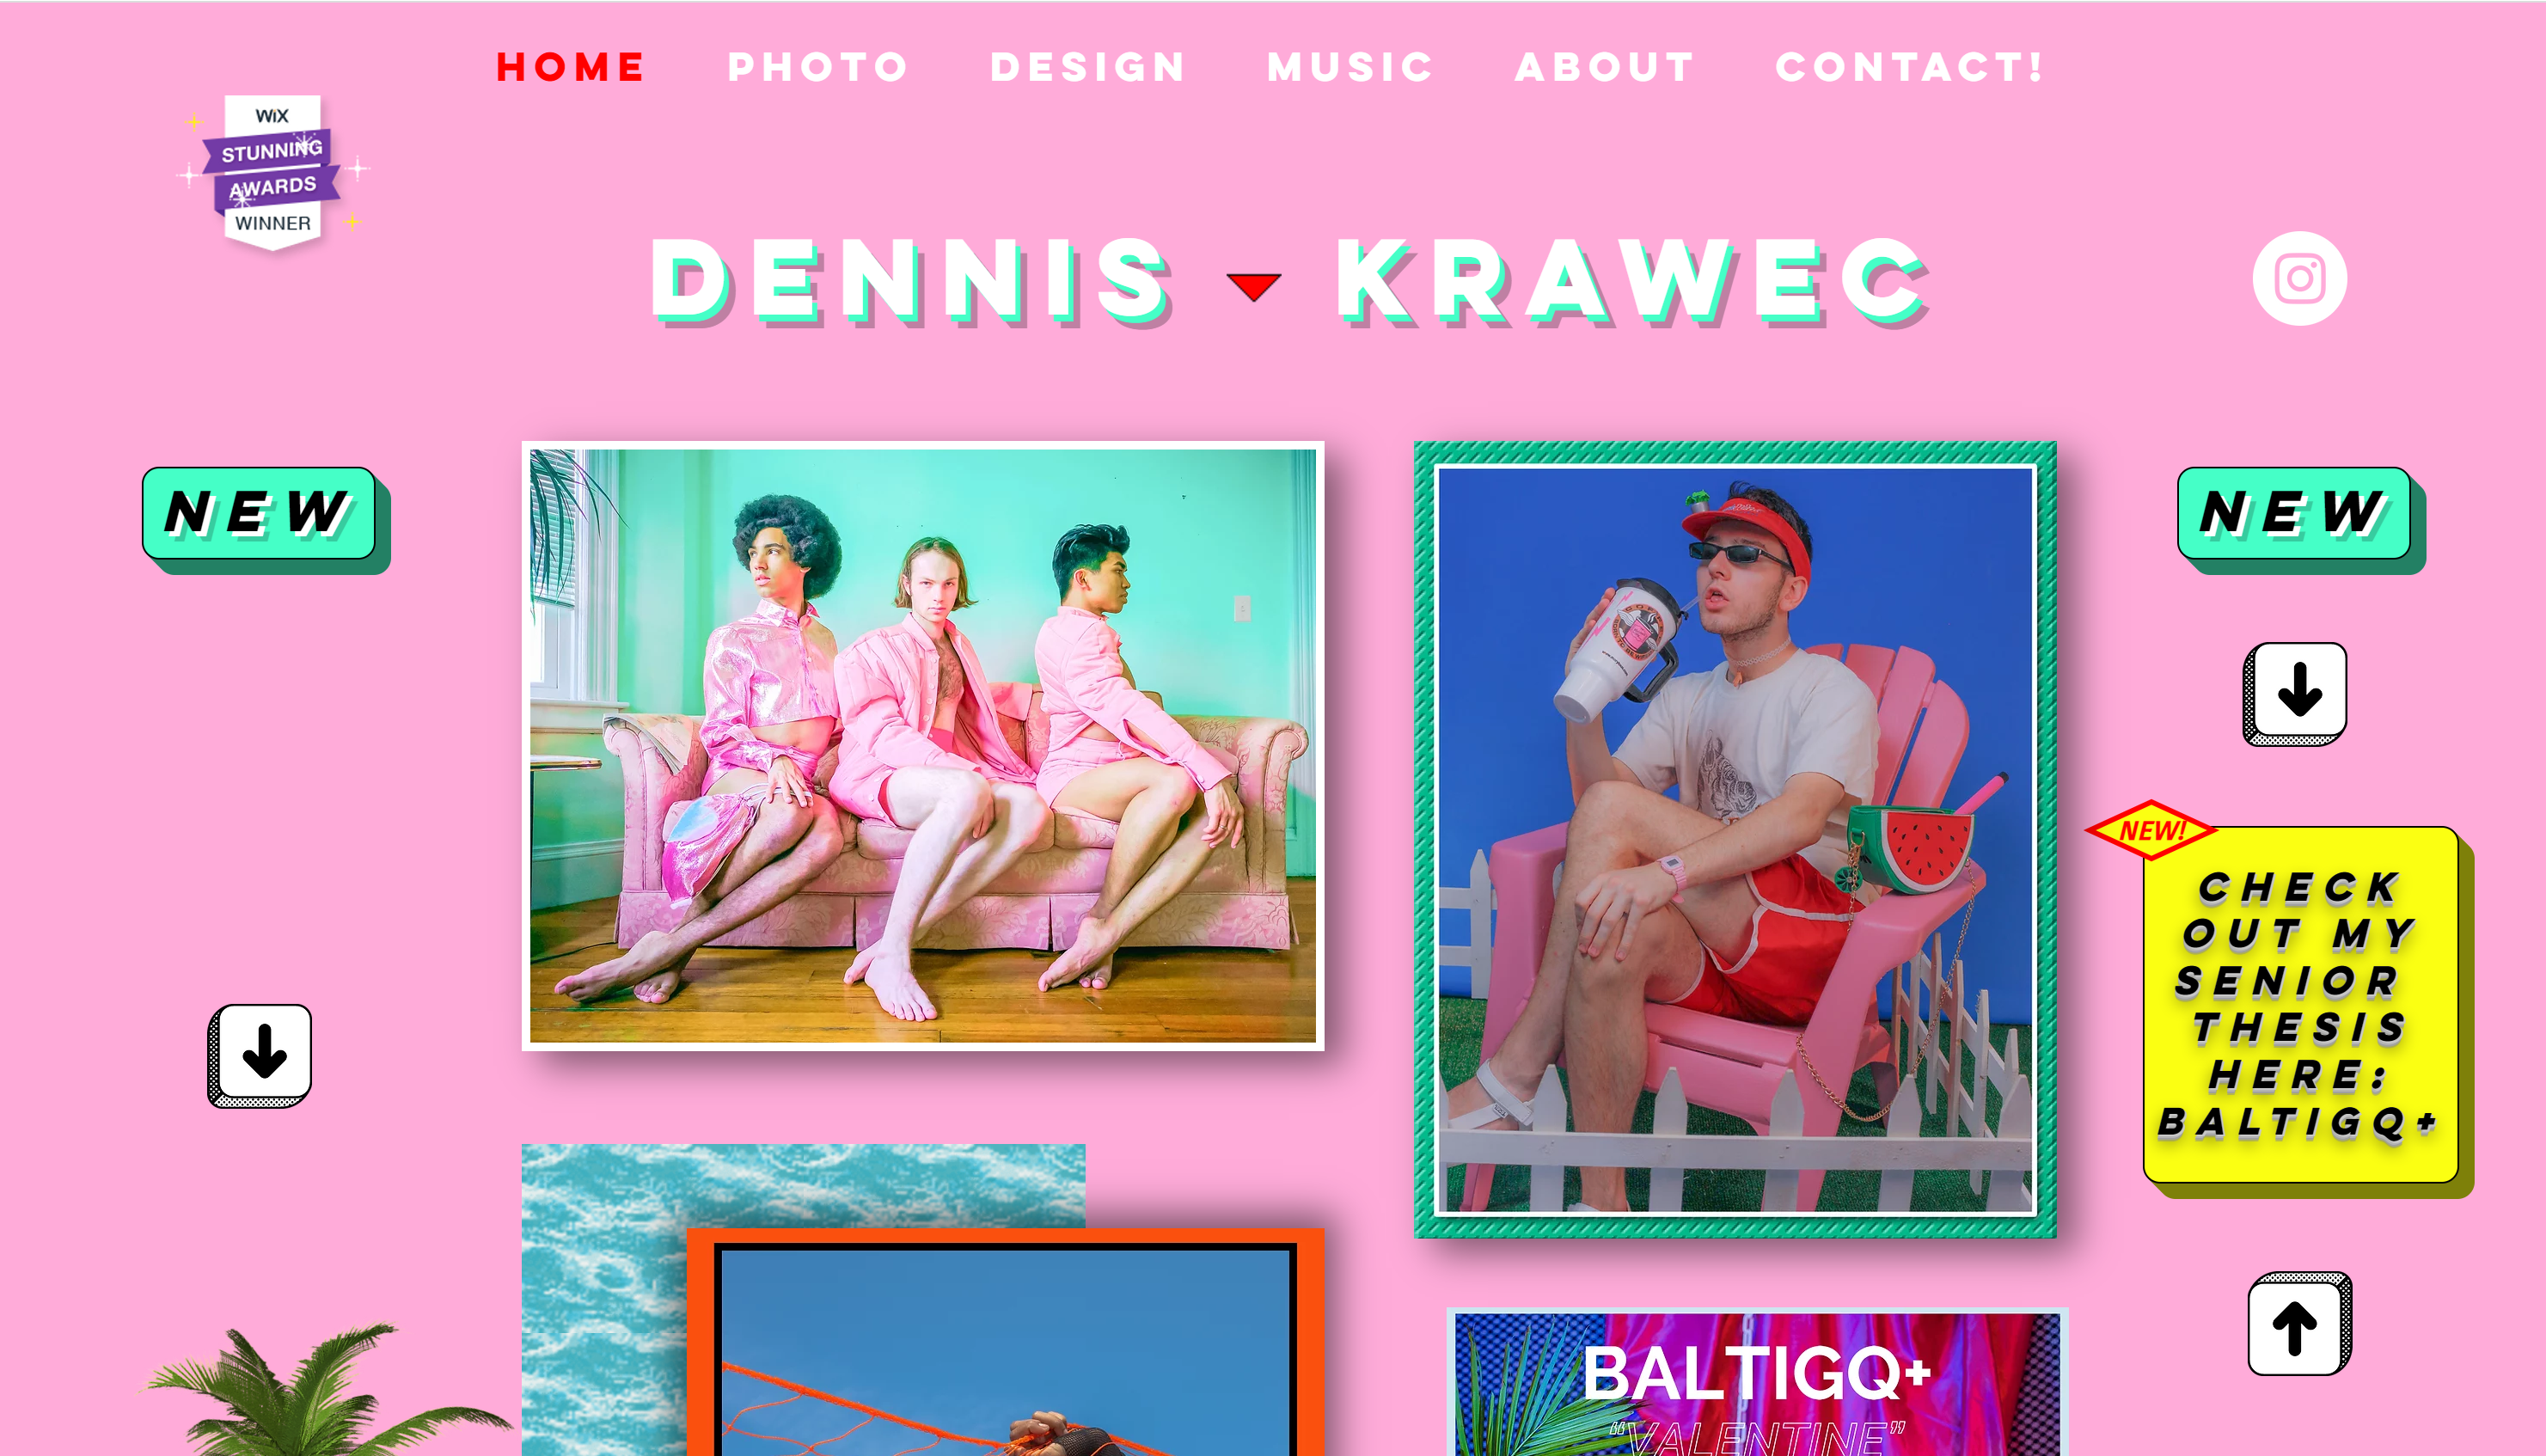 HOME PHOTO DESIGN MUSIC ABOUT CONTACT!
WiX
STUNNING
AWARDS
WINNER
DENNIS KRAWEC
NEW
NEW
NEW!
CHECK
OUT MY
SENIOR
THESIS
HERE:
BALTIGQ+
BALTIGQ+
"VALENTINE"